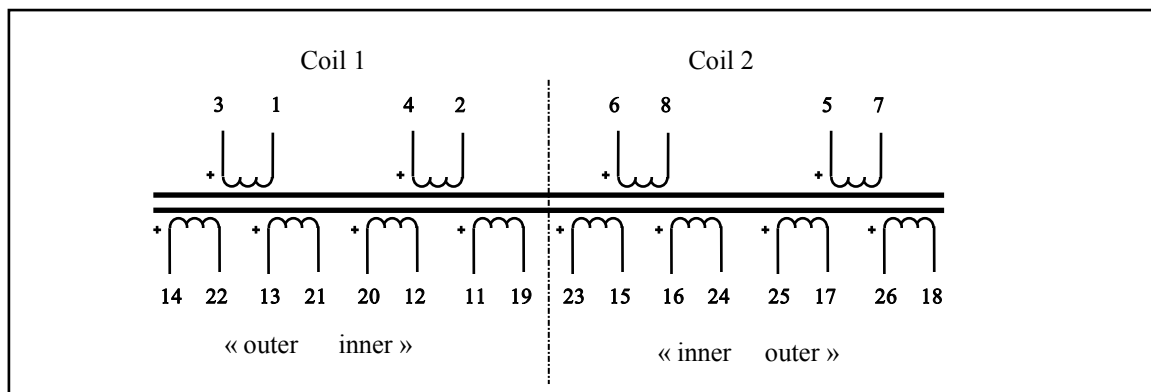 Coil 1 Coil 2
3 1 4 2 6 8 5 7
+ + + +
+ + + + + + + +
14 22 13 21 20 12 11 19 23 15 16 24 25 17 26 18
« outer inner » « inner outer »